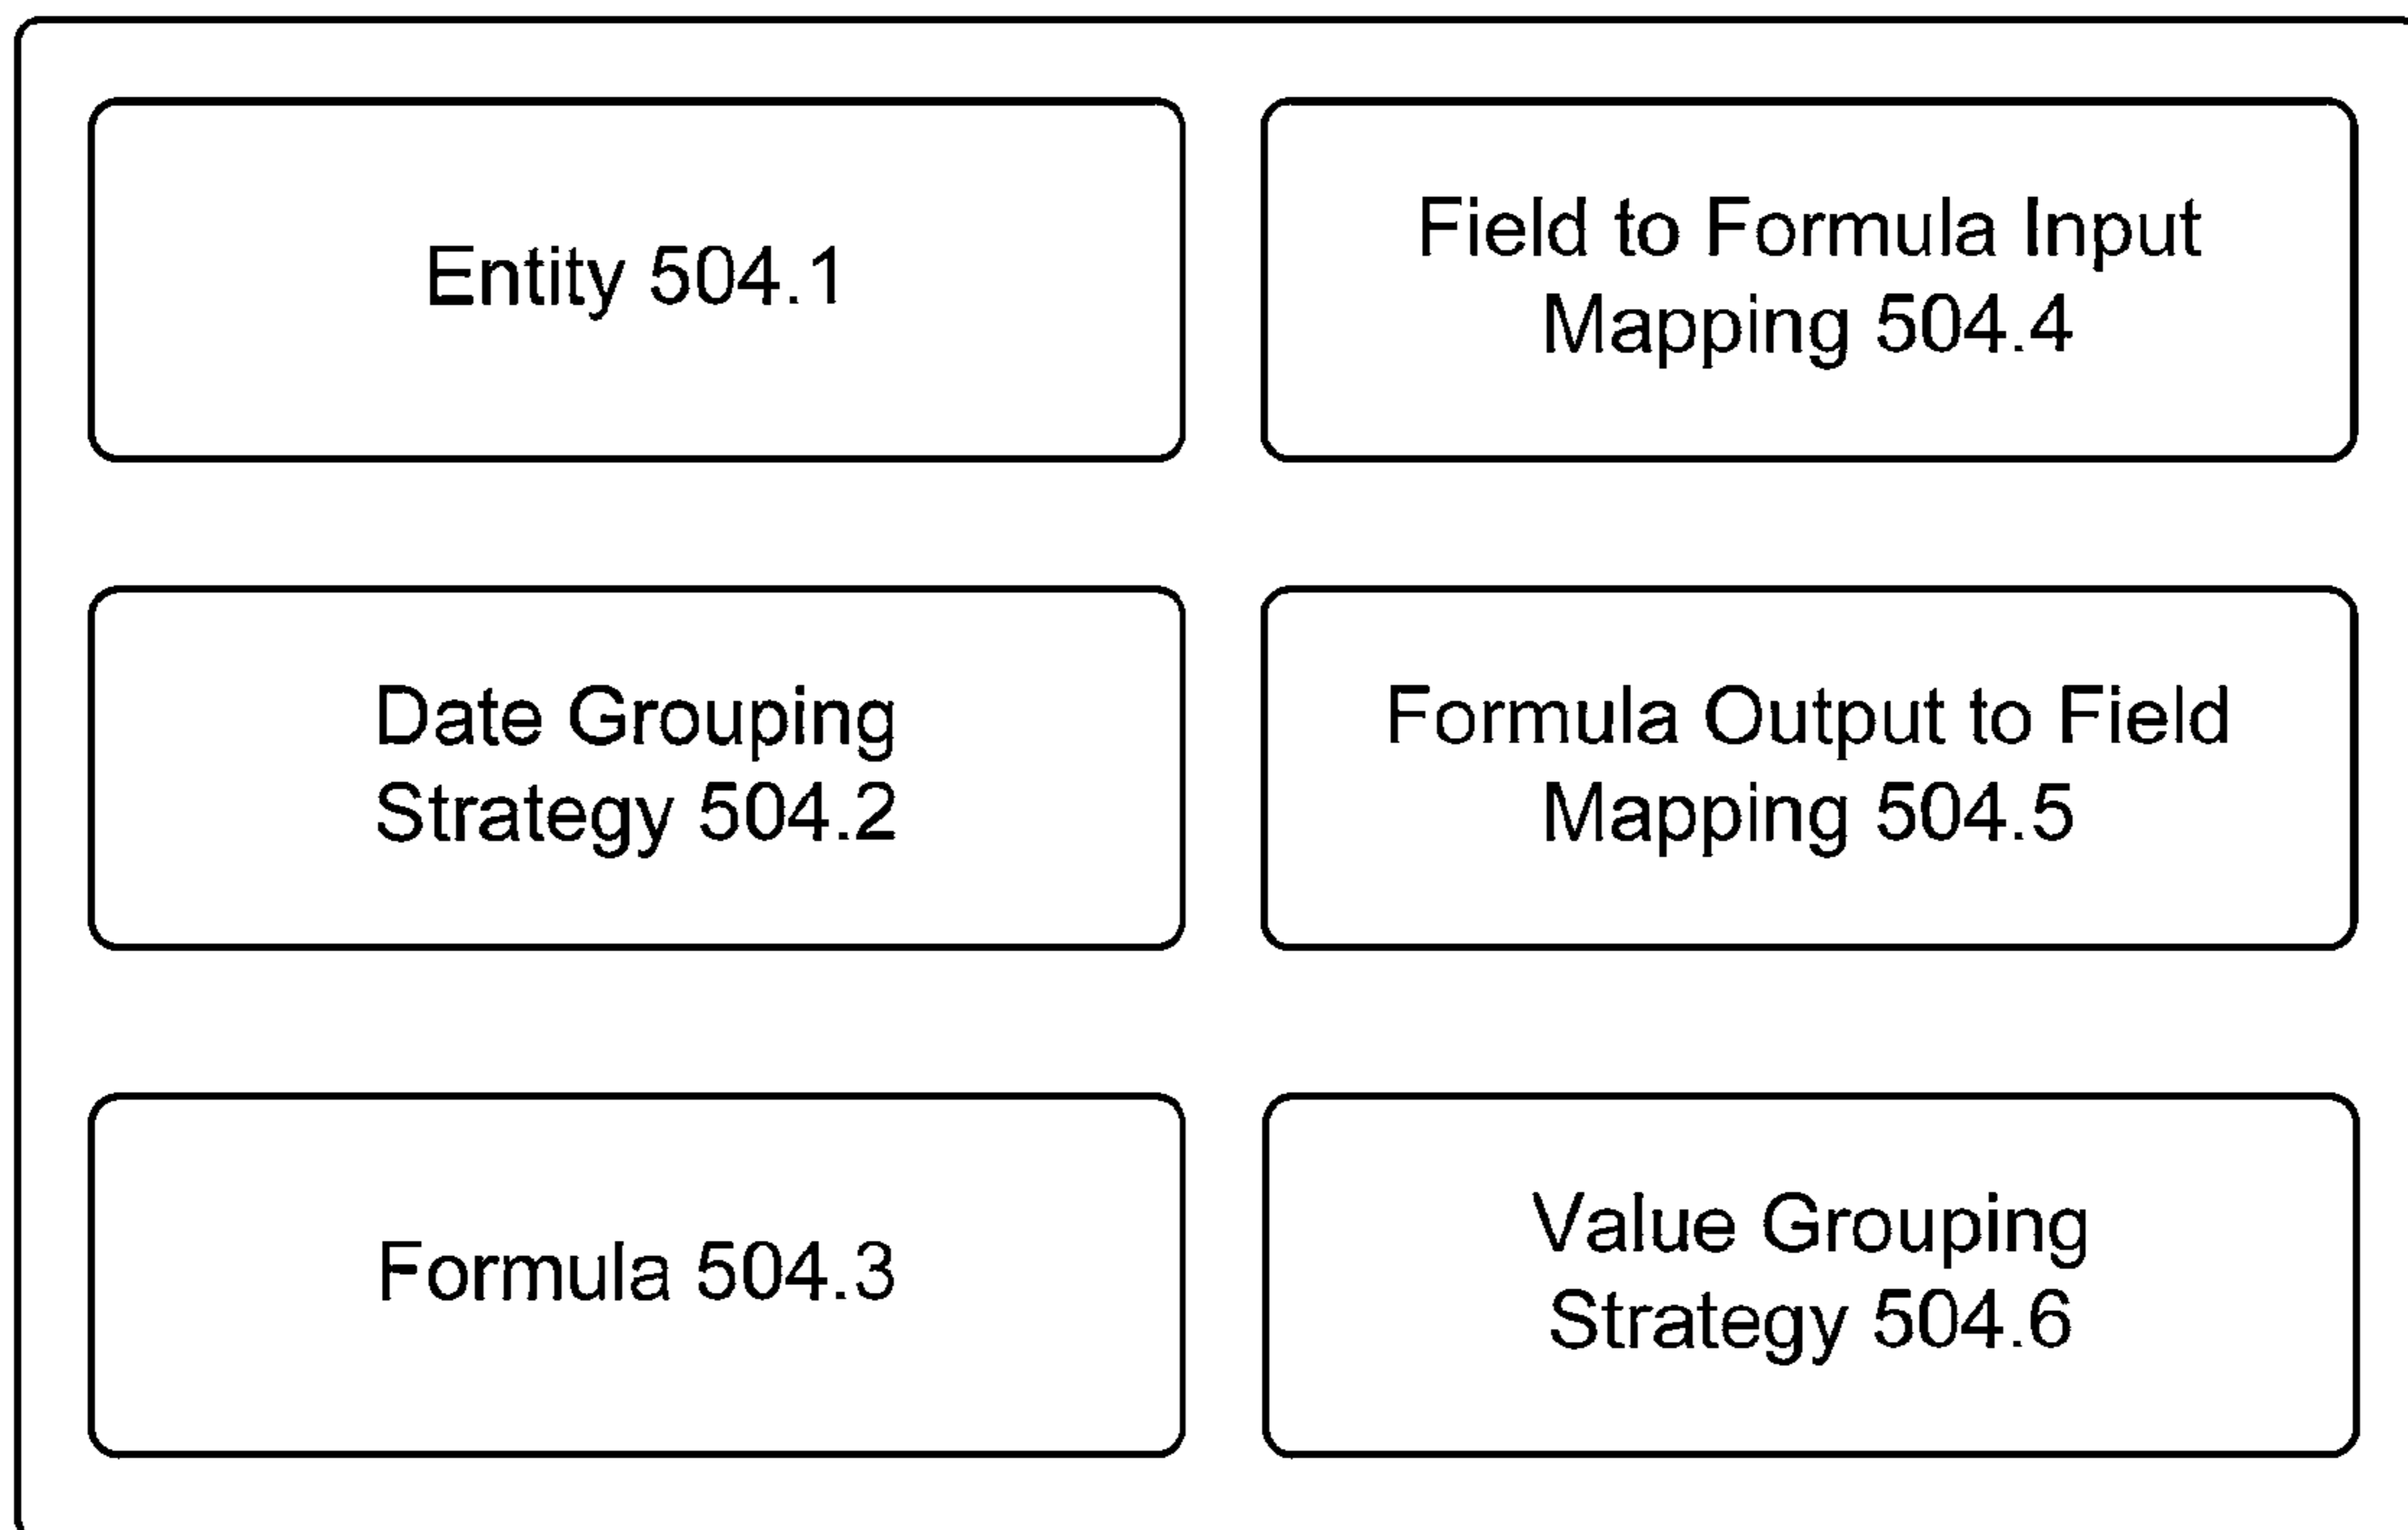 Entity 504.1
Field to Formula Input
Mapping 504.4
Date Grouping
Strategy 504.2
Formula Output to Field
Mapping 504.5
Formula 504.3
Value Grouping
Strategy 504.6